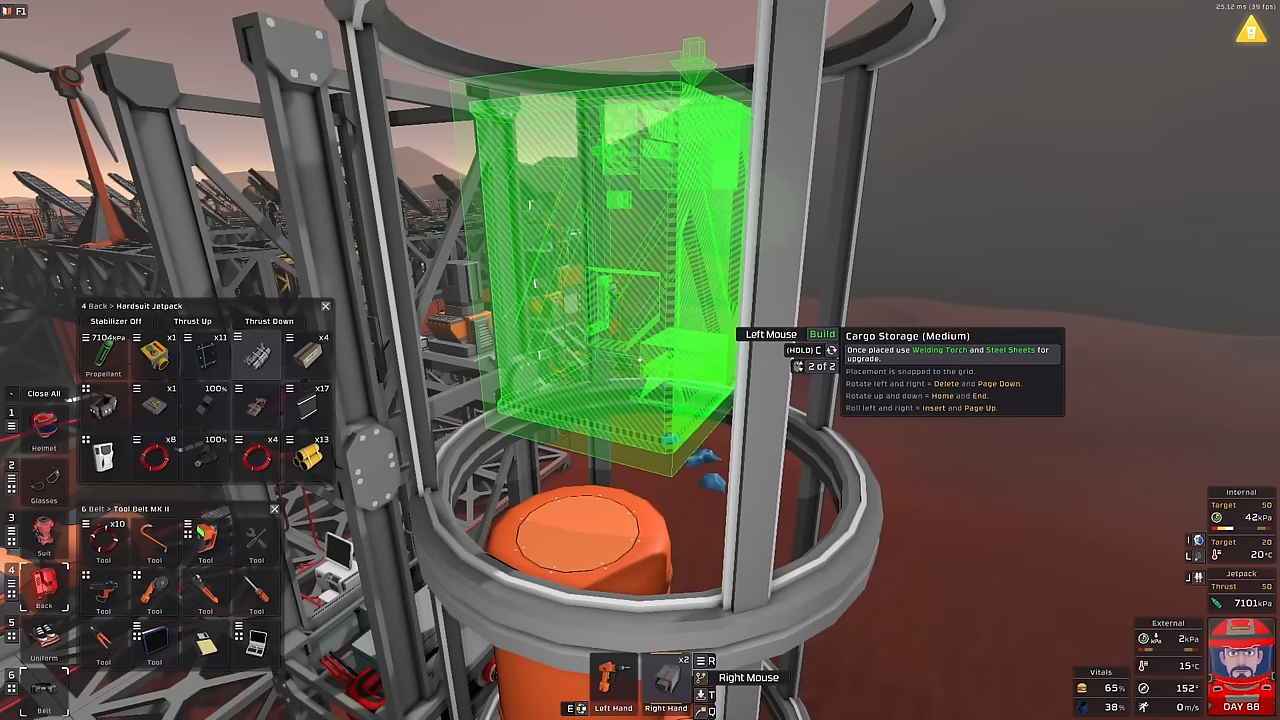 F1
25.12 ms (39 fps)
4 Back > Hardsuit Jetpack
Stabilizer Off
Thrust Up
Thrust Down
7104kPa
x1
x11
x4
Propellant
x1
100%
x17
x8
100%
x4
x13
Close All
1
Helmet
2
Glasses
3
Suit
4
Back
5
Uniform
6
Belt
6 Belt > Tool Belt MK II
x10
Tool
Tool
Tool
Tool
Tool
Tool
Tool
Tool
Tool
Tool
Left Mouse
Build
(HOLD) C
2 of 2
Cargo Storage (Medium)
Once placed use Welding Torch and Steel Sheets for
upgrade.
Placement is snapped to the grid.
Rotate left and right = Delete and Page Down.
Rotate up and down = Home and End.
Roll left and right = Insert and Page Up.
x2
R
Right Mouse
T
E
Left Hand
Right Hand
Q
Internal
Target 50
42kPa
Target 20
I
L
20°C
Jetpack
J
Thrust 50
7101kPa
External
kPa
2kPa
15°C
152°
0m/s
Vitals
65%
38%
DAY 88